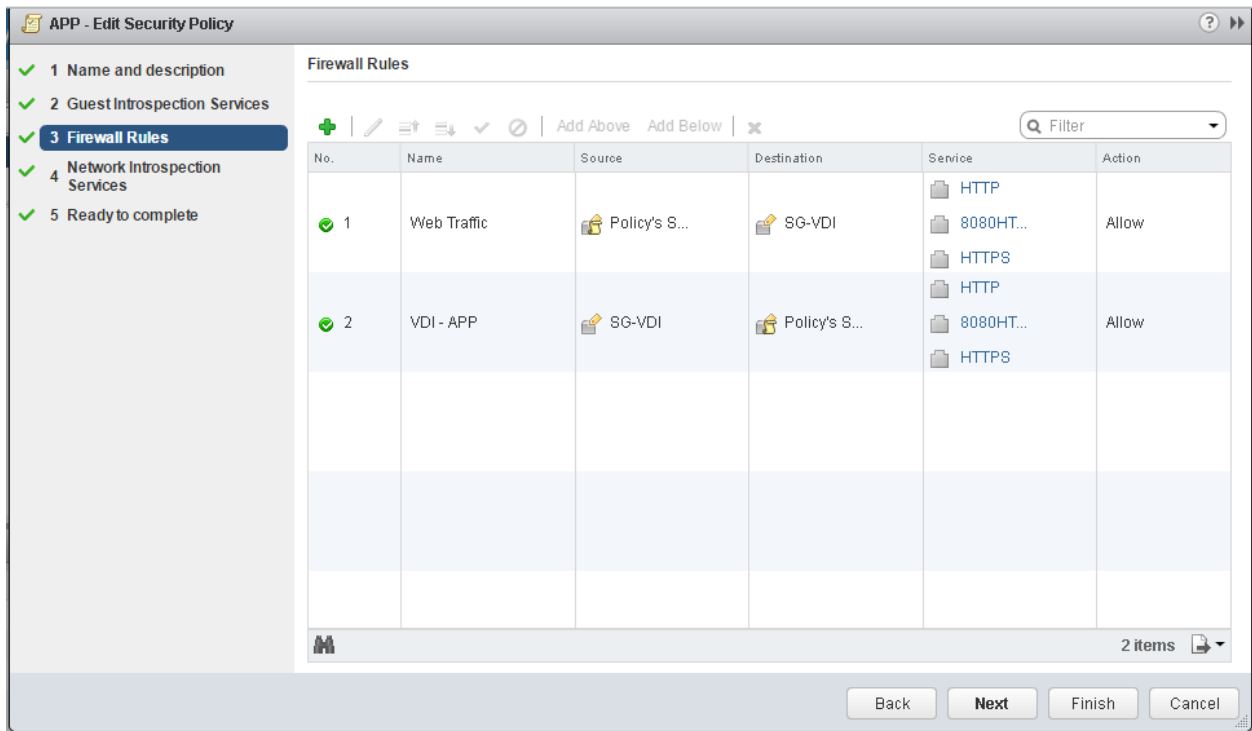 APP - Edit Security Policy
?
1 Name and description
2 Guest Introspection Services
3 Firewall Rules
4 Network Introspection
Services
5 Ready to complete
Firewall Rules
Add Above Add Below
Filter
No. Name Source Destination Service Action
1 Web Traffic Policy's S... SG-VDI HTTP 8080HT... HTTPS Allow
2 VDI - APP SG-VDI Policy's S... HTTP 8080HT... HTTPS Allow
2 items
Back Next Finish Cancel